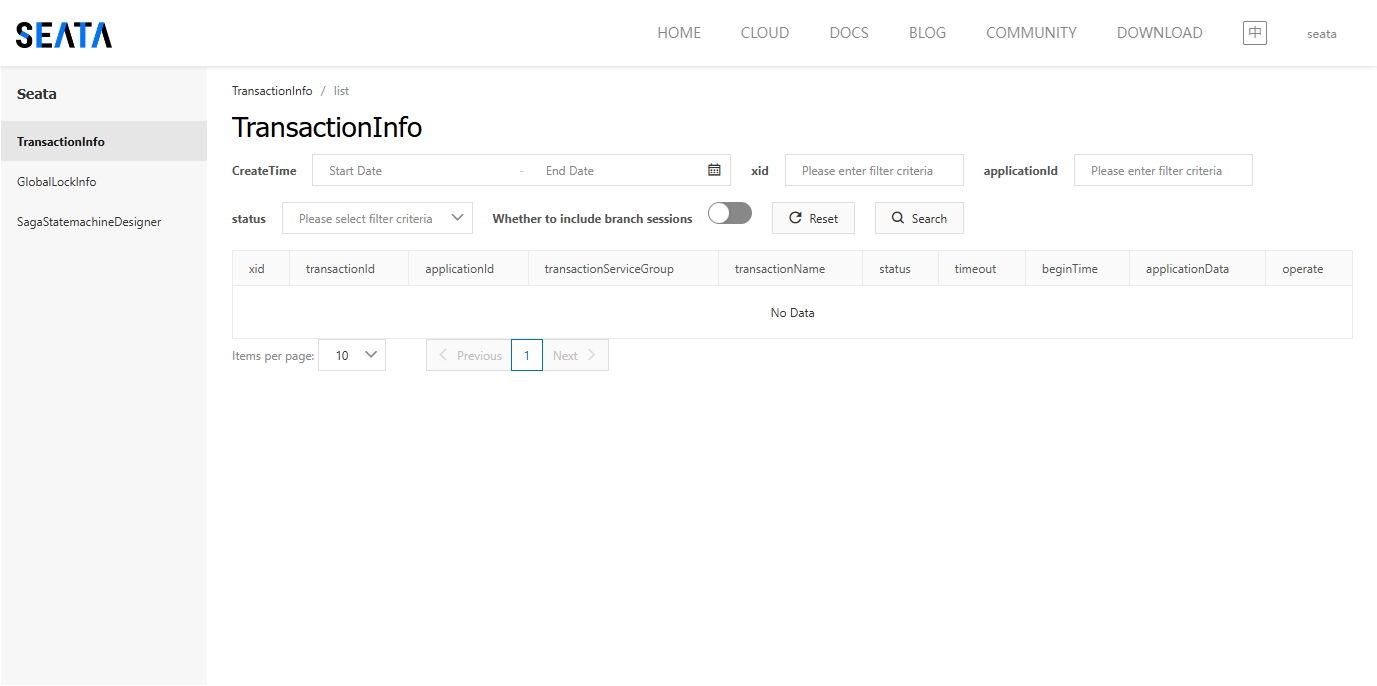 SEATA HOME CLOUD DOCS BLOG COMMUNITY DOWNLOAD 中 seata
Seata
TransactionInfo
GlobalLockInfo
SagaStatemachineDesigner
TransactionInfo / list
TransactionInfo
CreateTime Start Date - End Date xid Please enter filter criteria applicationId Please enter filter criteria
status Please select filter criteria Whether to include branch sessions Reset Search
xid transactionId applicationId transactionServiceGroup transactionName status timeout beginTime applicationData operate
No Data
Items per page: 10 Previous 1 Next